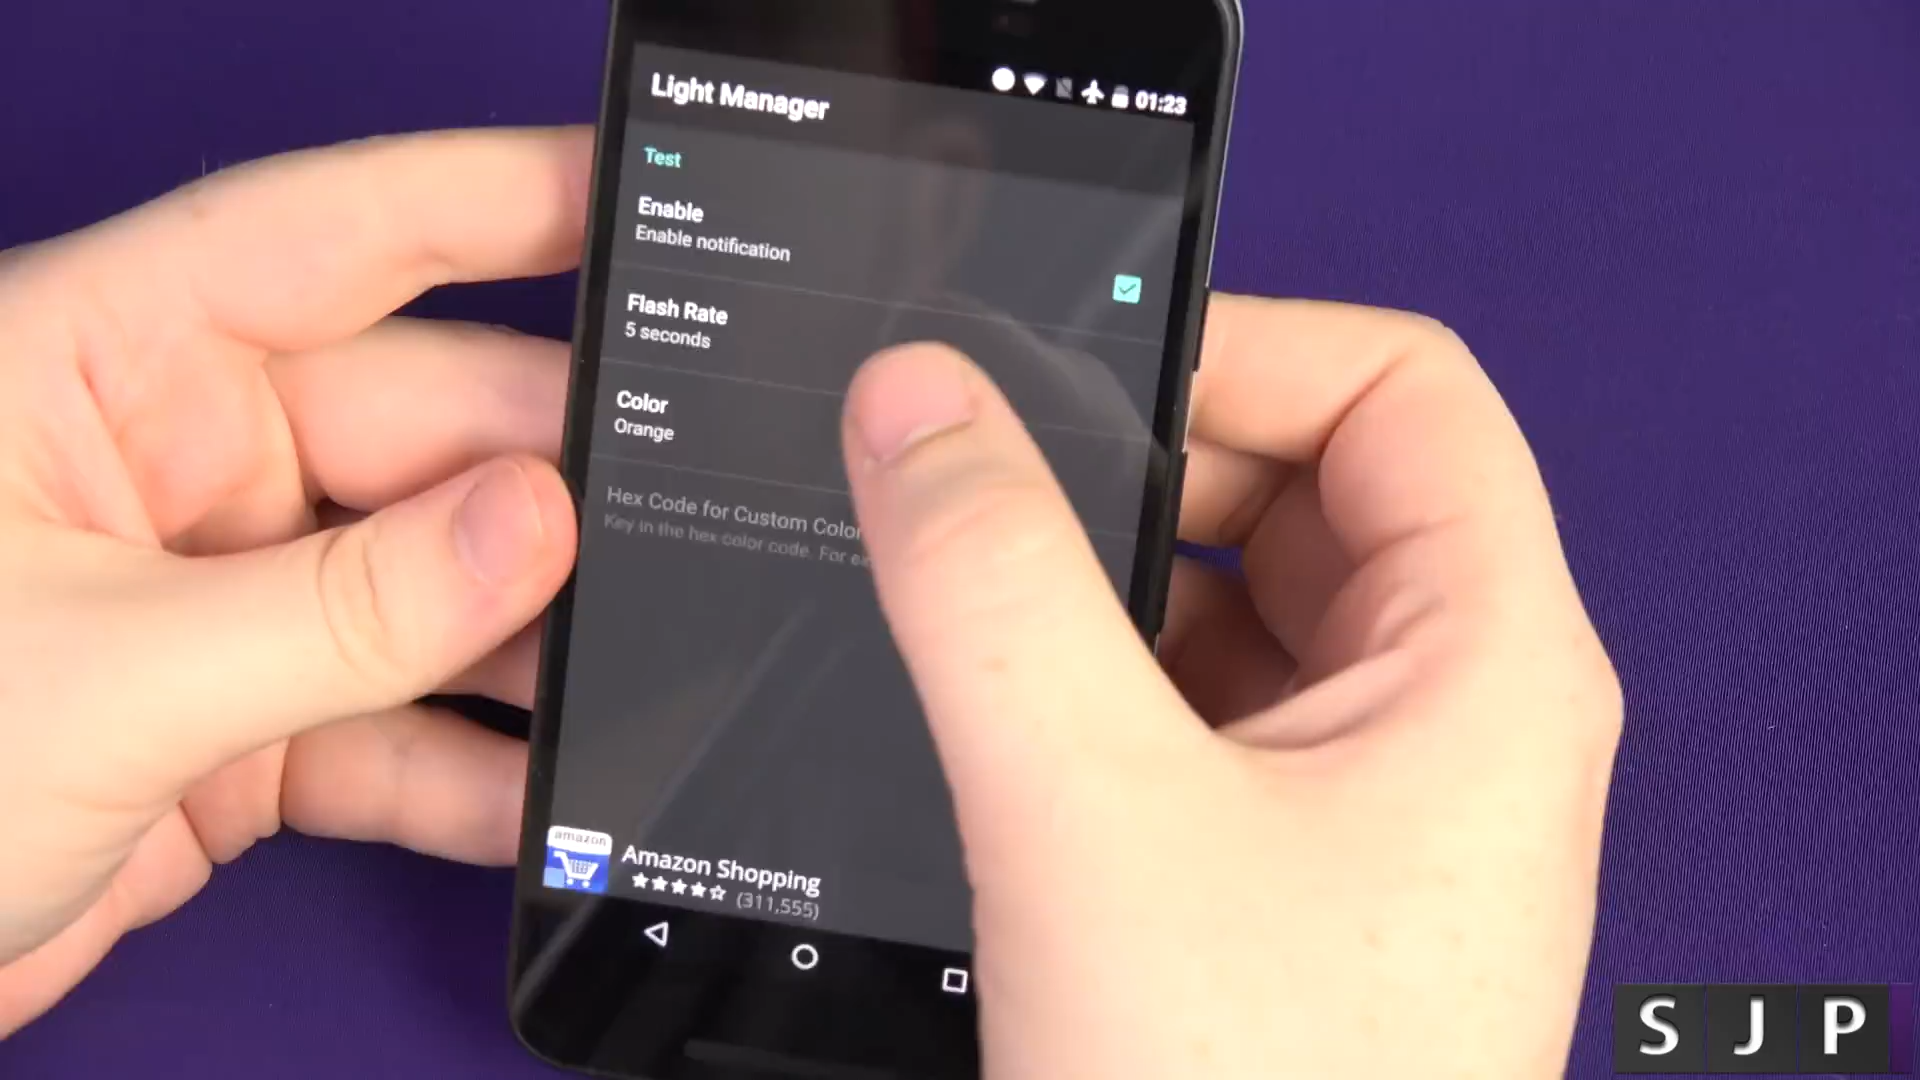 Light Manager
01:23
Test
Enable
Enable notification
Flash Rate
5 seconds
Color
Orange
Hex Code for Custom Color
Key in the hex color code. For
amazon
Amazon Shopping
(311,555)
SJP